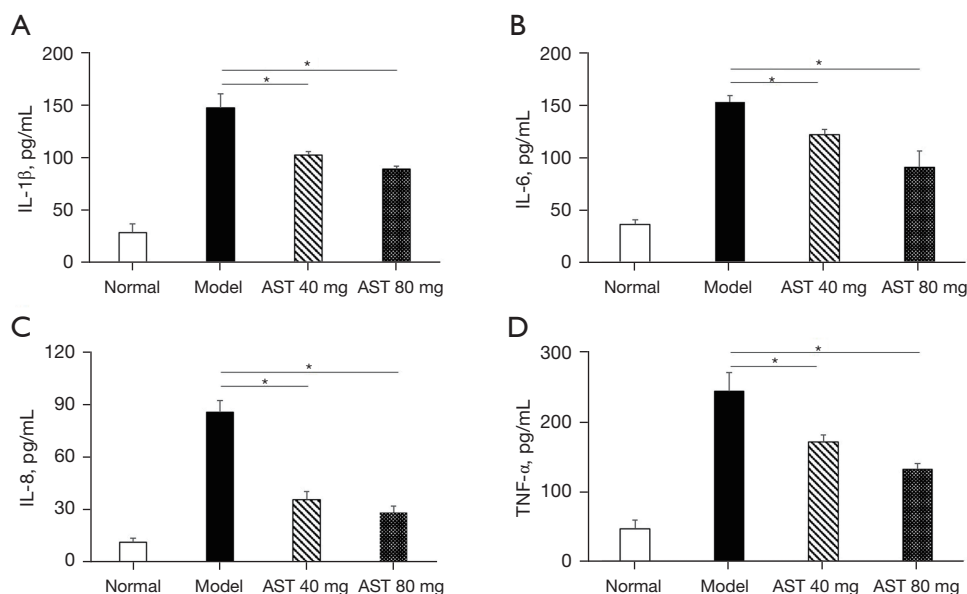 A
200
150
100
50
0
IL-1β, pg/mL
*
*
Normal Model AST 40 mg AST 80 mg
B
200
150
100
50
0
IL-6, pg/mL
*
*
Normal Model AST 40 mg AST 80 mg
C
120
90
60
30
0
IL-8, pg/mL
*
*
Normal Model AST 40 mg AST 80 mg
D
300
200
100
0
TNF-α, pg/mL
*
*
Normal Model AST 40 mg AST 80 mg